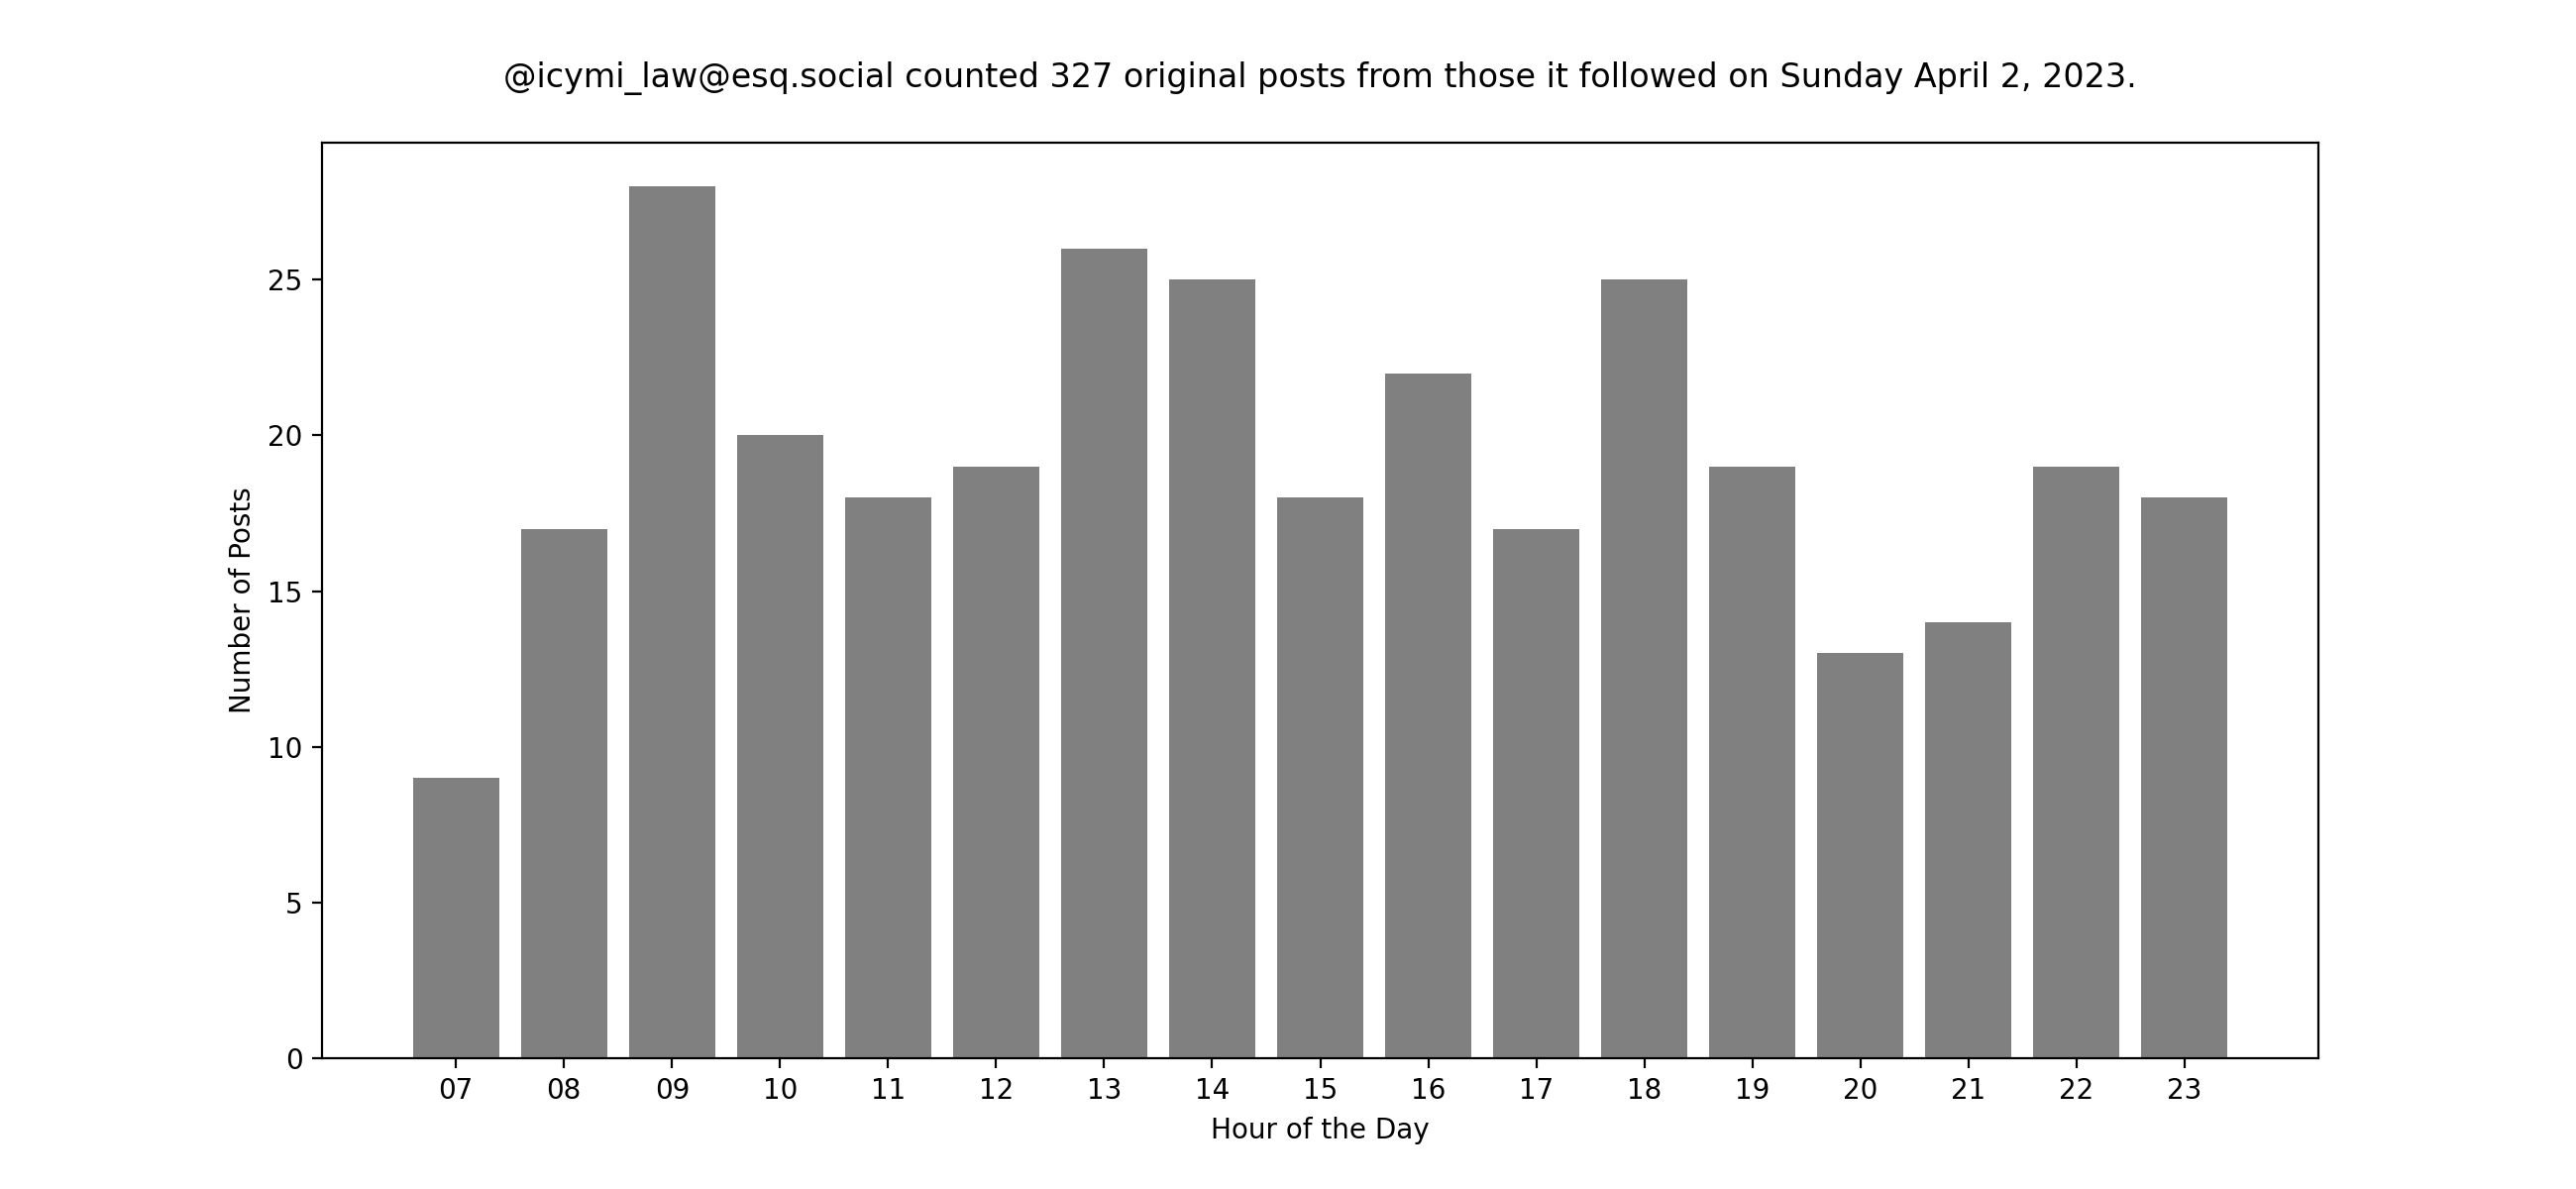 @icymi_law@esq.social counted 327 original posts from those it followed on Sunday April 2, 2023.
Number of Posts
25
20
15
10
5
0
07 08 09 10 11 12 13 14 15 16 17 18 19 20 21 22 23
Hour of the Day